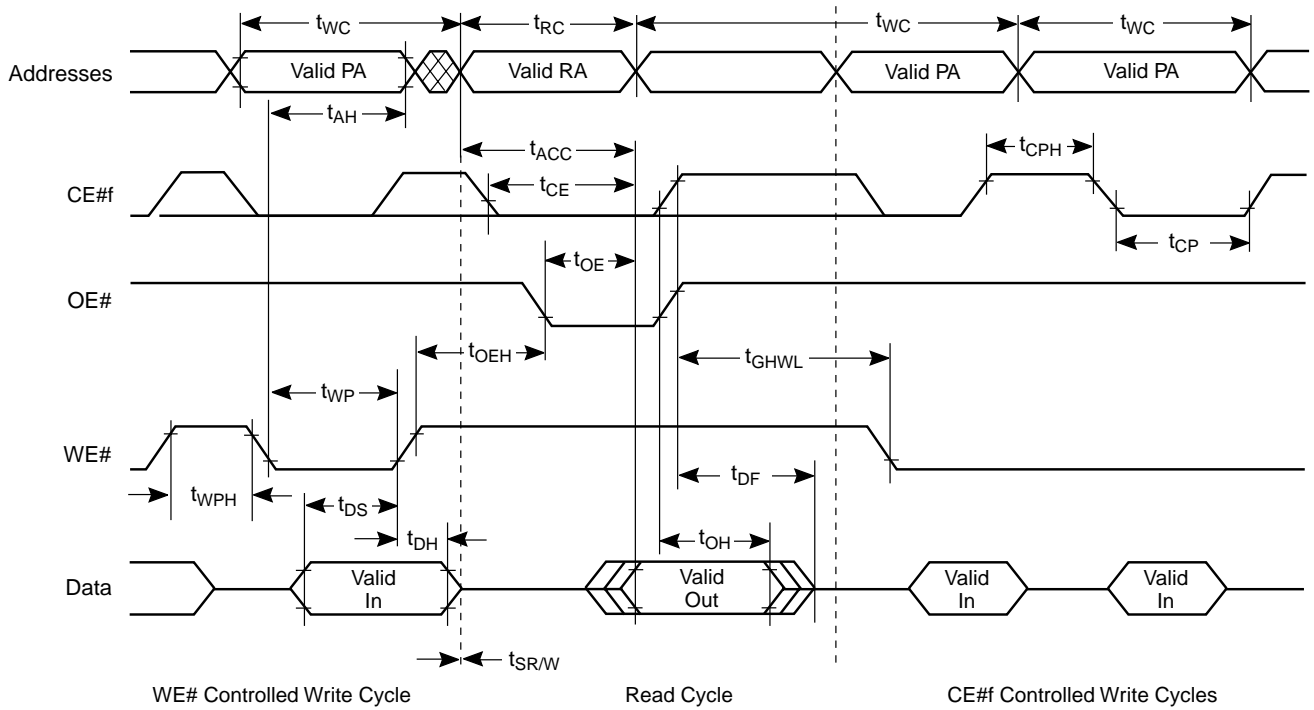 tWC tRC tWC tWC
Addresses Valid PA Valid RA Valid PA Valid PA
tAH
tACC tCPH
CE#f tCE
tOE tCP
OE#
tOEH tGHWL
tWP
WE#
tWPH tDS tDF
tDH tOH
Data Valid In Valid Out Valid In Valid In
tSR/W
WE# Controlled Write Cycle Read Cycle CE#f Controlled Write Cycles